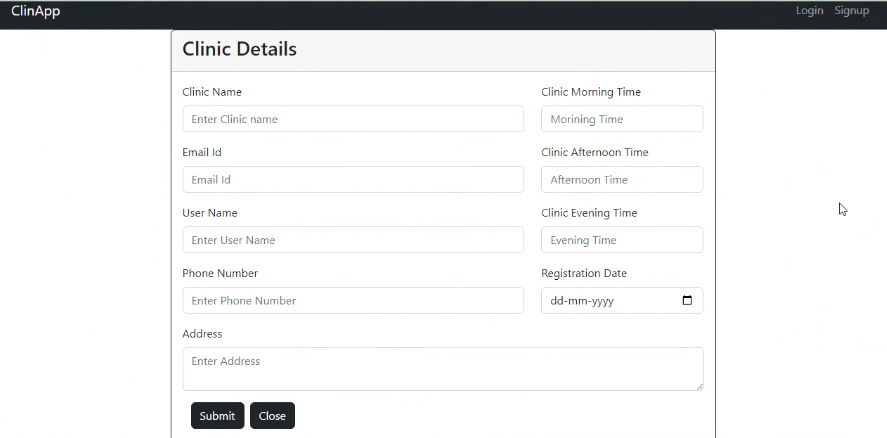 ClinApp Login Signup
Clinic Details
Clinic Name Clinic Morning Time
Enter Clinic name Morining Time
Email Id Clinic Afternoon Time
Email Id Afternoon Time
User Name Clinic Evening Time
Enter User Name Evening Time
Phone Number Registration Date
Enter Phone Number dd-mm-yyyy
Address
Enter Address
Submit Close